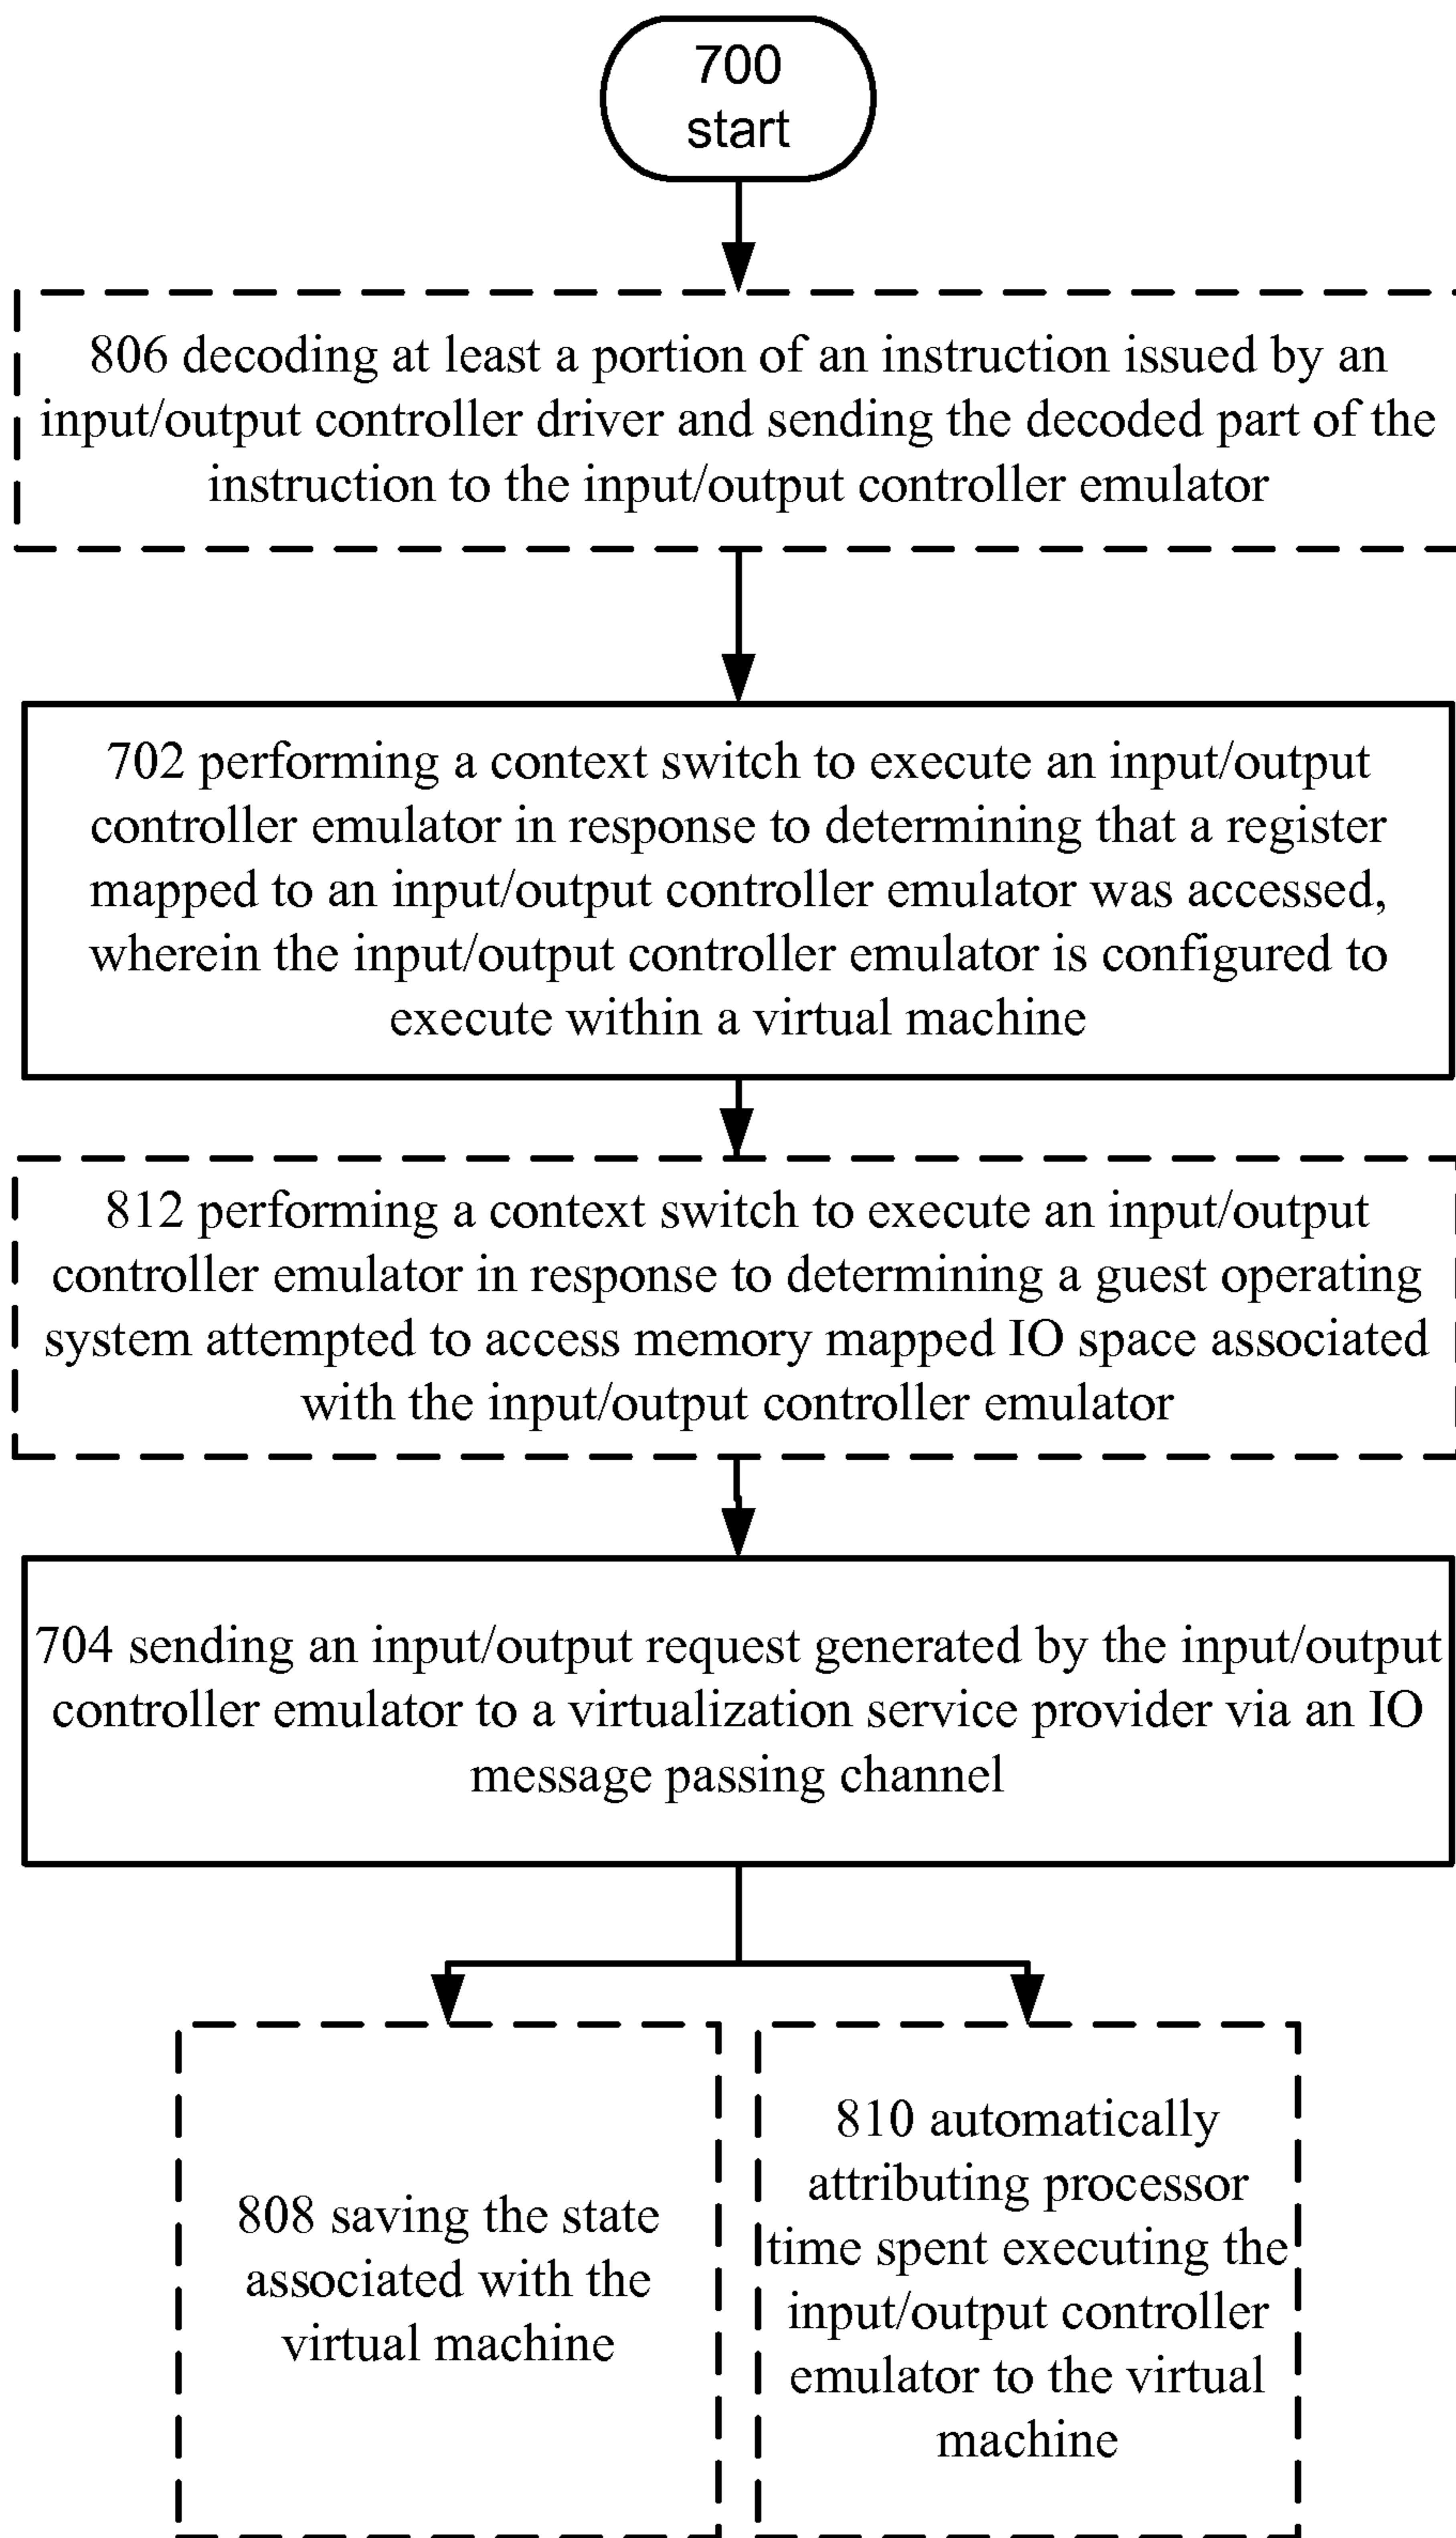 700
start
806 decoding at least a portion of an instruction issued by an
input/output controller driver and sending the decoded part of the
instruction to the input/output controller emulator
702 performing a context switch to execute an input/output
controller emulator in response to determining that a register
mapped to an input/output controller emulator was accessed,
wherein the input/output controller emulator is configured to
execute within a virtual machine
812 performing a context switch to execute an input/output
controller emulator in response to determining a guest operating
system attempted to access memory mapped IO space associated
with the input/output controller emulator
704 sending an input/output request generated by the input/output
controller emulator to a virtualization service provider via an IO
message passing channel
808 saving the state
associated with the
virtual machine
810 automatically
attributing processor
time spent executing the
input/output controller
emulator to the virtual
machine